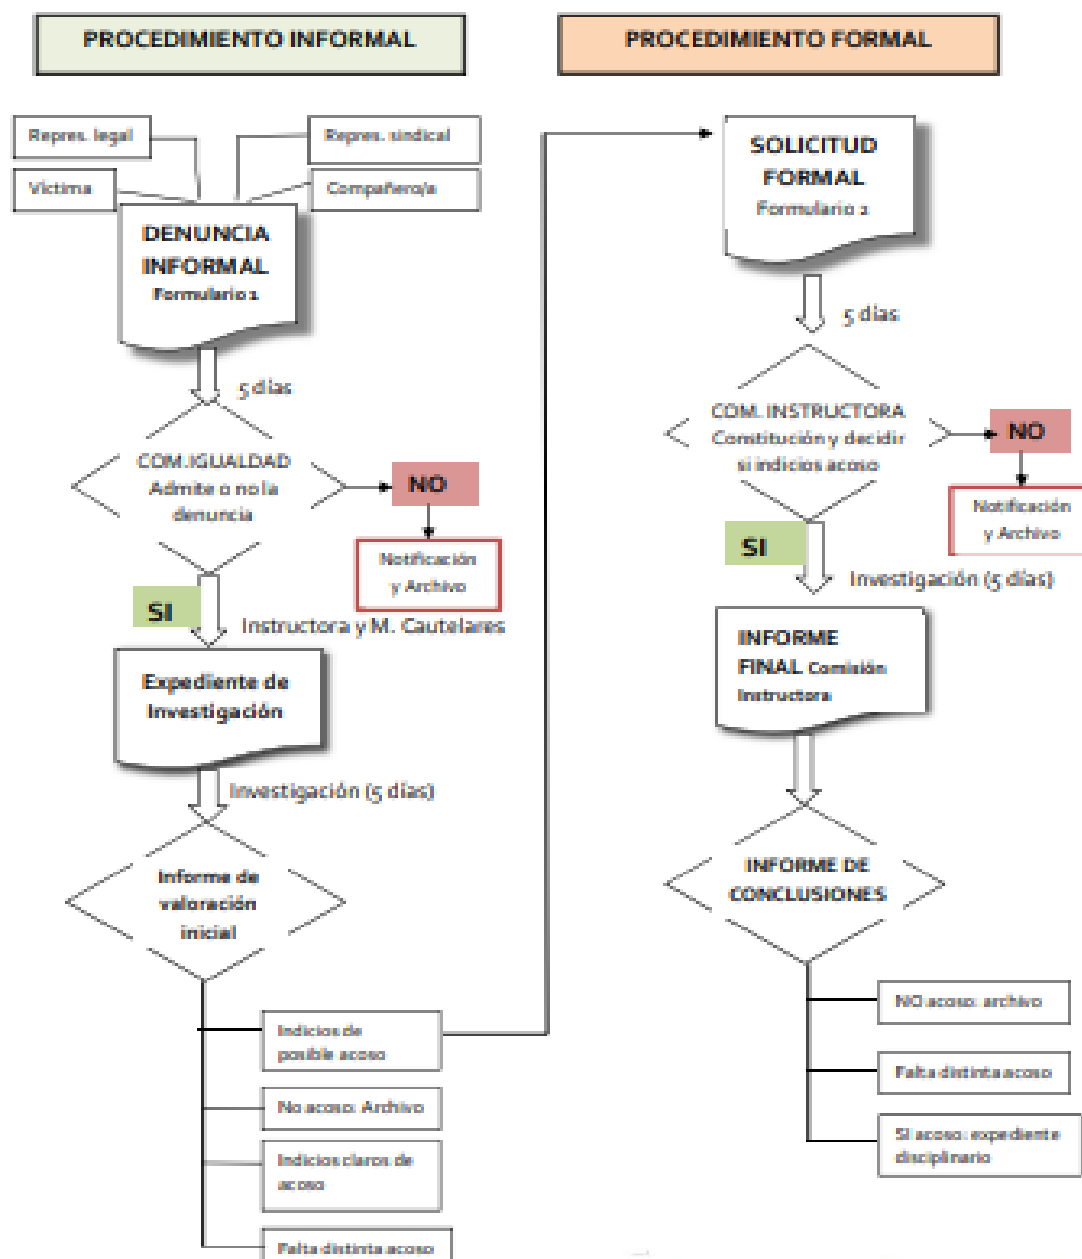 PROCEDIMIENTO INFORMAL
Repres. legal
Repres. sindical
Víctima
Compañero/a
DENUNCIA
INFORMAL
Formulario 1
5 días
COM.IGUALDAD
Admite o no la
denuncia
NO
Notificación
y Archivo
SI
Instructora y M. Cautelares
Expediente de
Investigación
Investigación (5 días)
Informe de
valoración
inicial
Indicios de
posible acoso
No acoso: Archivo
Indicios claros de
acoso
Falta distinta acoso
PROCEDIMIENTO FORMAL
SOLICITUD
FORMAL
Formulario 2
5 días
COM. INSTRUCTORA
Constitución y decidir
si indicios acoso
NO
Notificación
y Archivo
SI
Investigación (5 días)
INFORME
FINAL Comisión
Instructora
INFORME DE
CONCLUSIONES
NO acoso: archivo
Falta distinta acoso
SI acoso: expediente
disciplinario